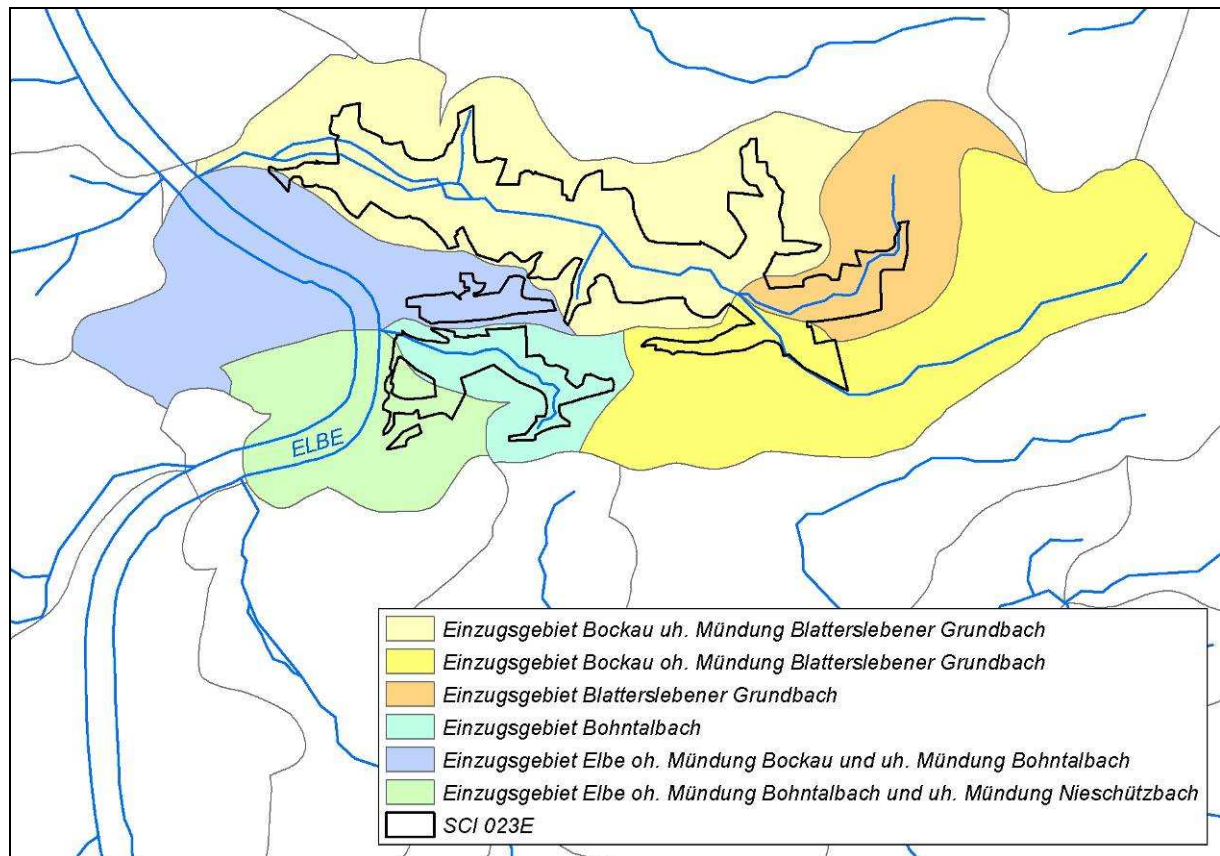 ELBE
Einzugsgebiet Bockau uh. Mündung Blatterslebener Grundbach
Einzugsgebiet Bockau oh. Mündung Blatterslebener Grundbach
Einzugsgebiet Blatterslebener Grundbach
Einzugsgebiet Bohntalbach
Einzugsgebiet Elbe oh. Mündung Bockau und uh. Mündung Bohntalbach
Einzugsgebiet Elbe oh. Mündung Bohntalbach und uh. Mündung Nieschützbach
SCI 023E